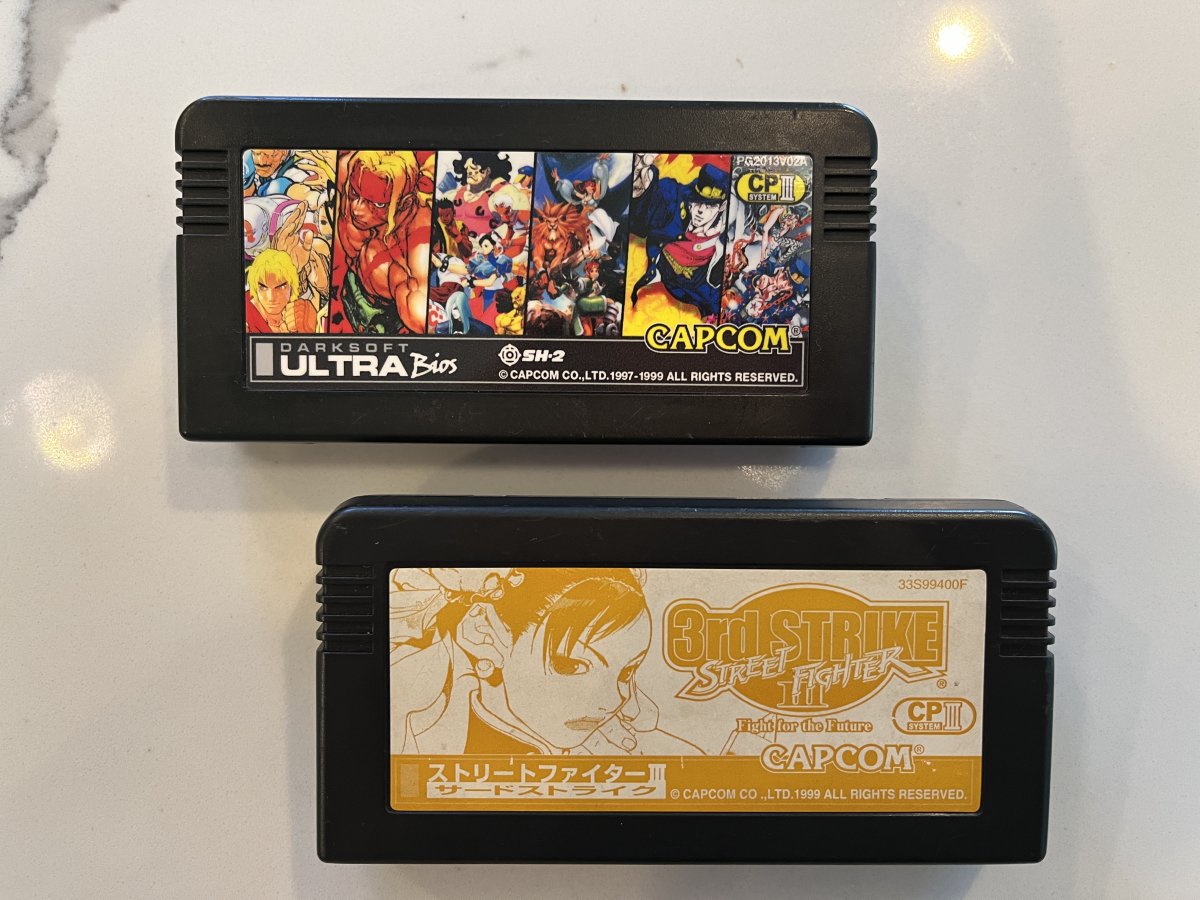 PG2013V02A
CP III
SYSTEM
CAPCOM®
DARKSOFT
ULTRA Bios
SH-2
© CAPCOM CO.,LTD.1997-1999 ALL RIGHTS RESERVED.
33S99400F
3rd STRIKE
STREET FIGHTER
III ®
Fight for the Future
CP III
SYSTEM
CAPCOM®
ストリートファイターIII
サードストライク
© CAPCOM CO .,LTD.1999 ALL RIGHTS RESERVED.